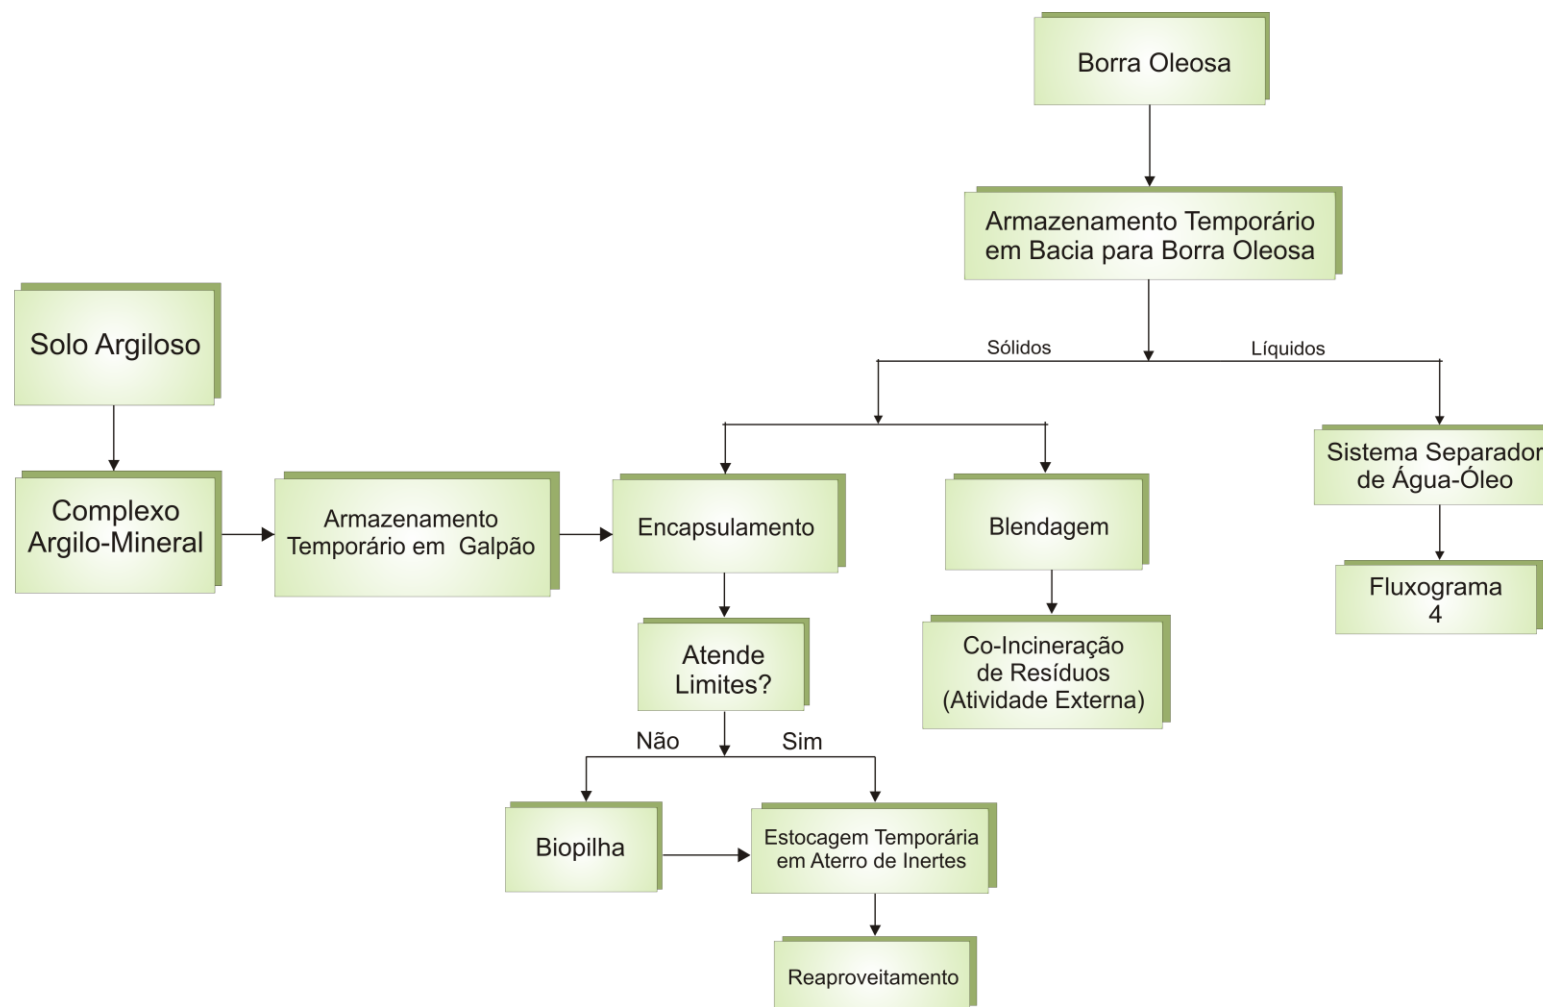 Borra Oleosa
Armazenamento Temporário
em Bacia para Borra Oleosa
Solo Argiloso
Sólidos
Líquidos
Sistema Separador
de Água-Óleo
Complexo
Argilo-Mineral
Armazenamento
Temporário em Galpão
Encapsulamento
Blendagem
Fluxograma
4
Atende
Limites?
Co-Incineração
de Resíduos
(Atividade Externa)
Não
Sim
Biopilha
Estocagem Temporária
em Aterro de Inertes
Reaproveitamento